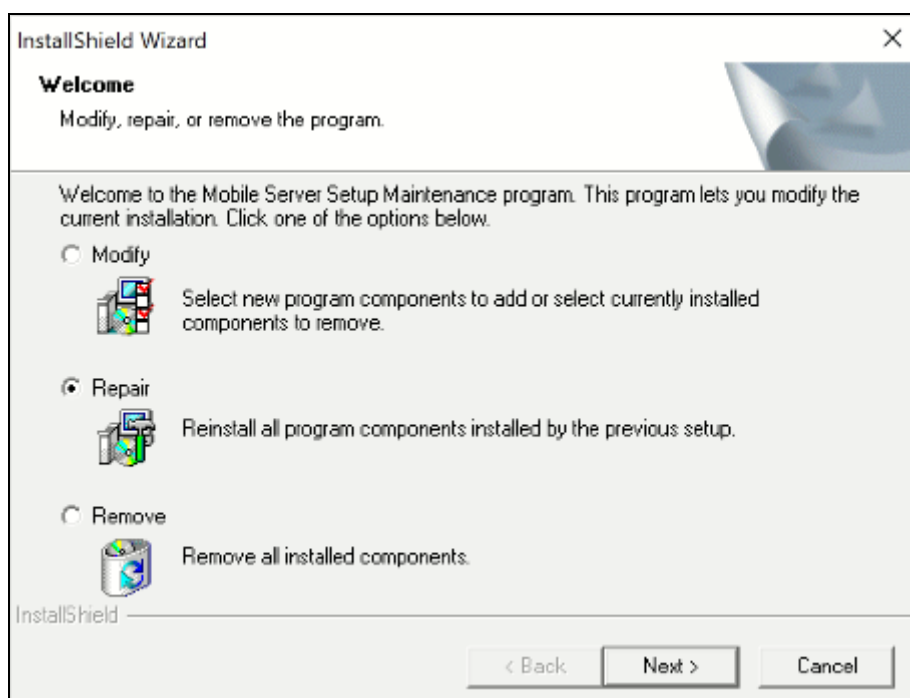 InstallShield Wizard
Welcome
Modify, repair, or remove the program.
Welcome to the Mobile Server Setup Maintenance program. This program lets you modify the
current installation. Click one of the options below.
Modify
Select new program components to add or select currently installed
components to remove.
Repair
Reinstall all program components installed by the previous setup.
Remove
Remove all installed components.
InstallShield
< Back
Next >
Cancel